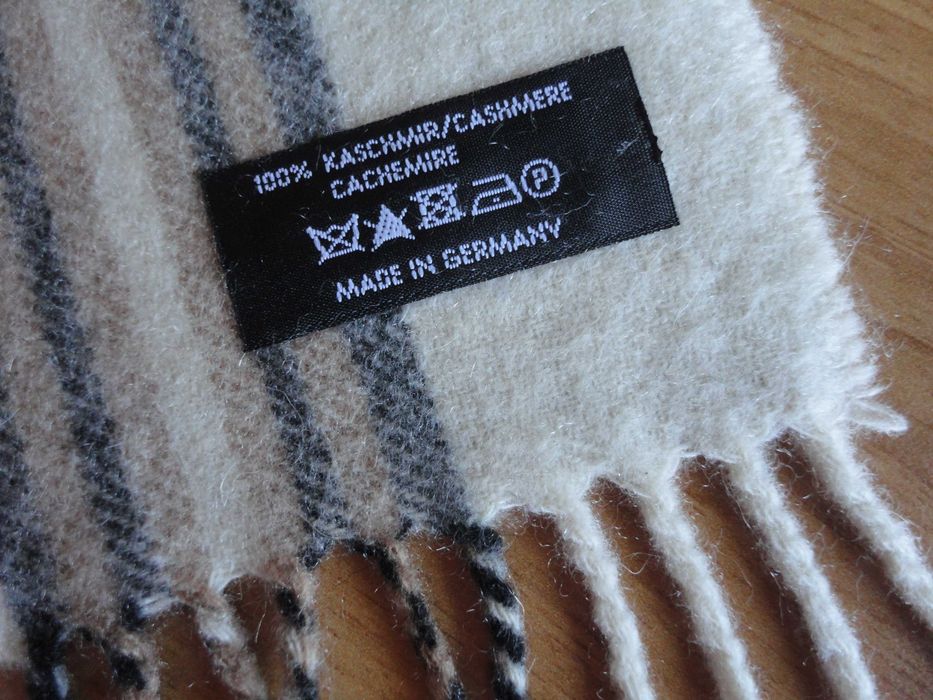 100% KASCHMIR/CASHMERE
CACHEMIRE
P
MADE IN GERMANY